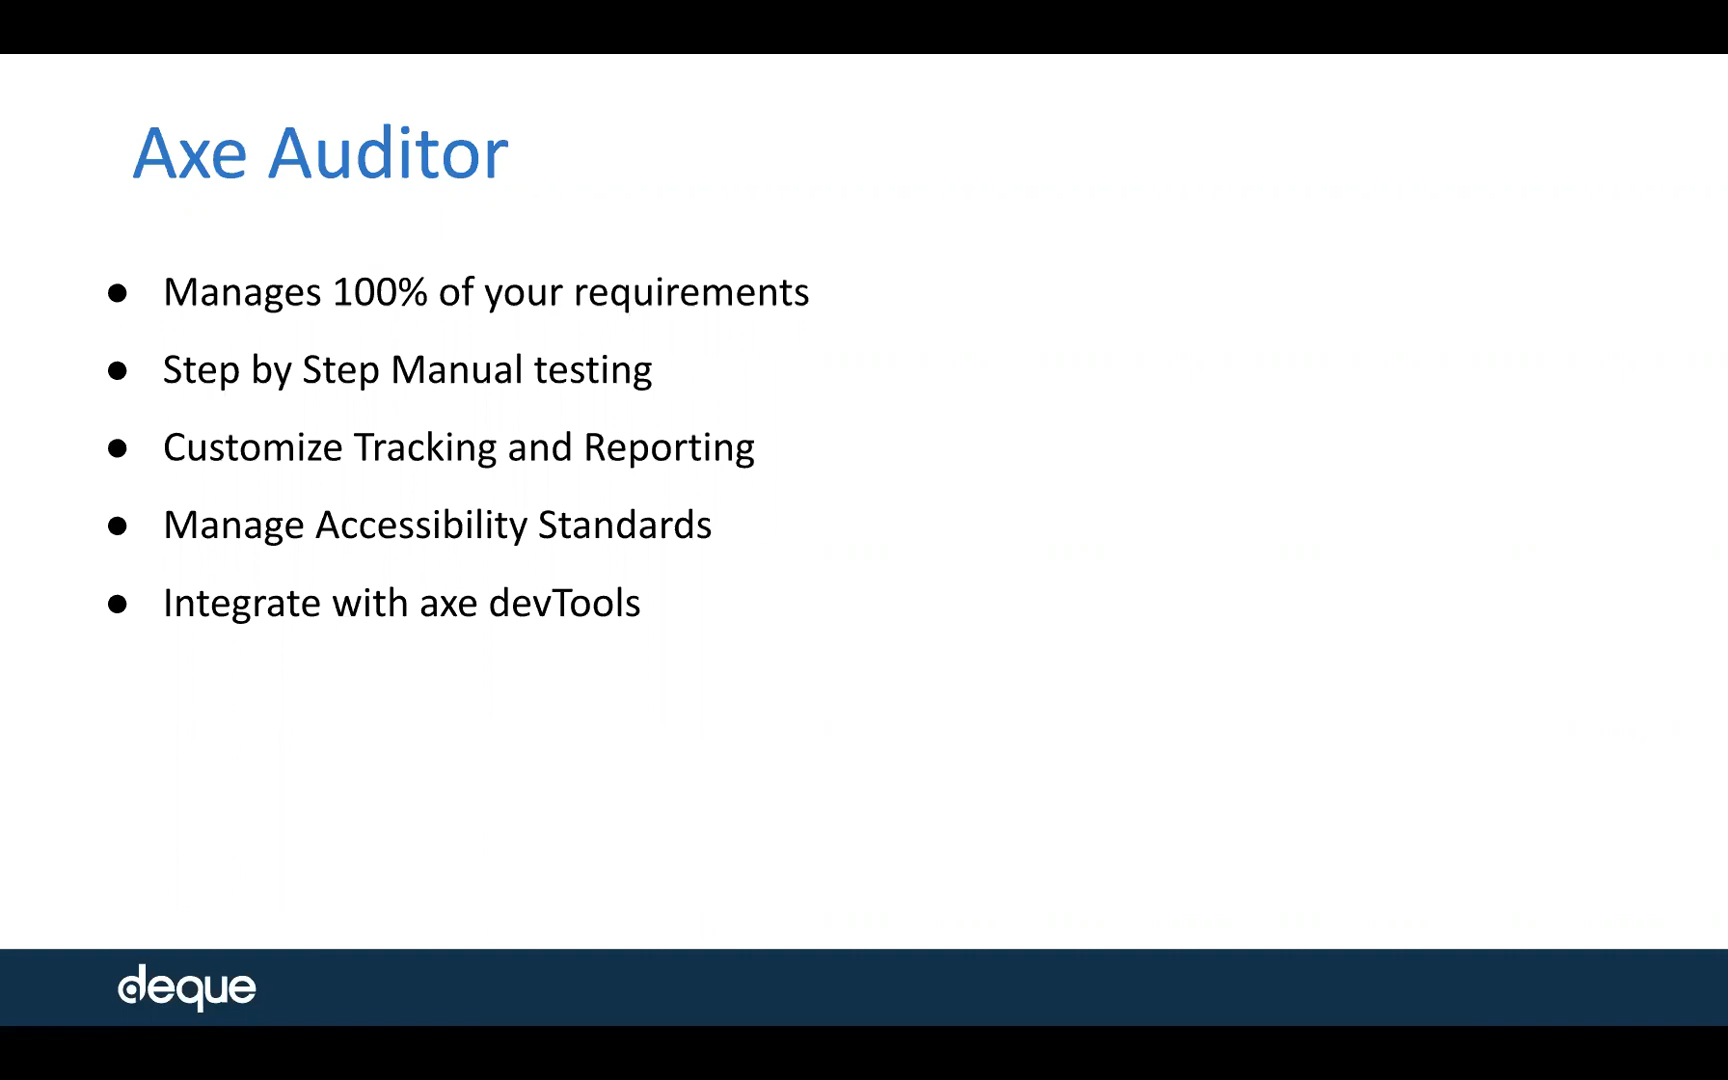 Axe Auditor
● Manages 100% of your requirements
● Step by Step Manual testing
● Customize Tracking and Reporting
● Manage Accessibility Standards
● Integrate with axe devTools
deque